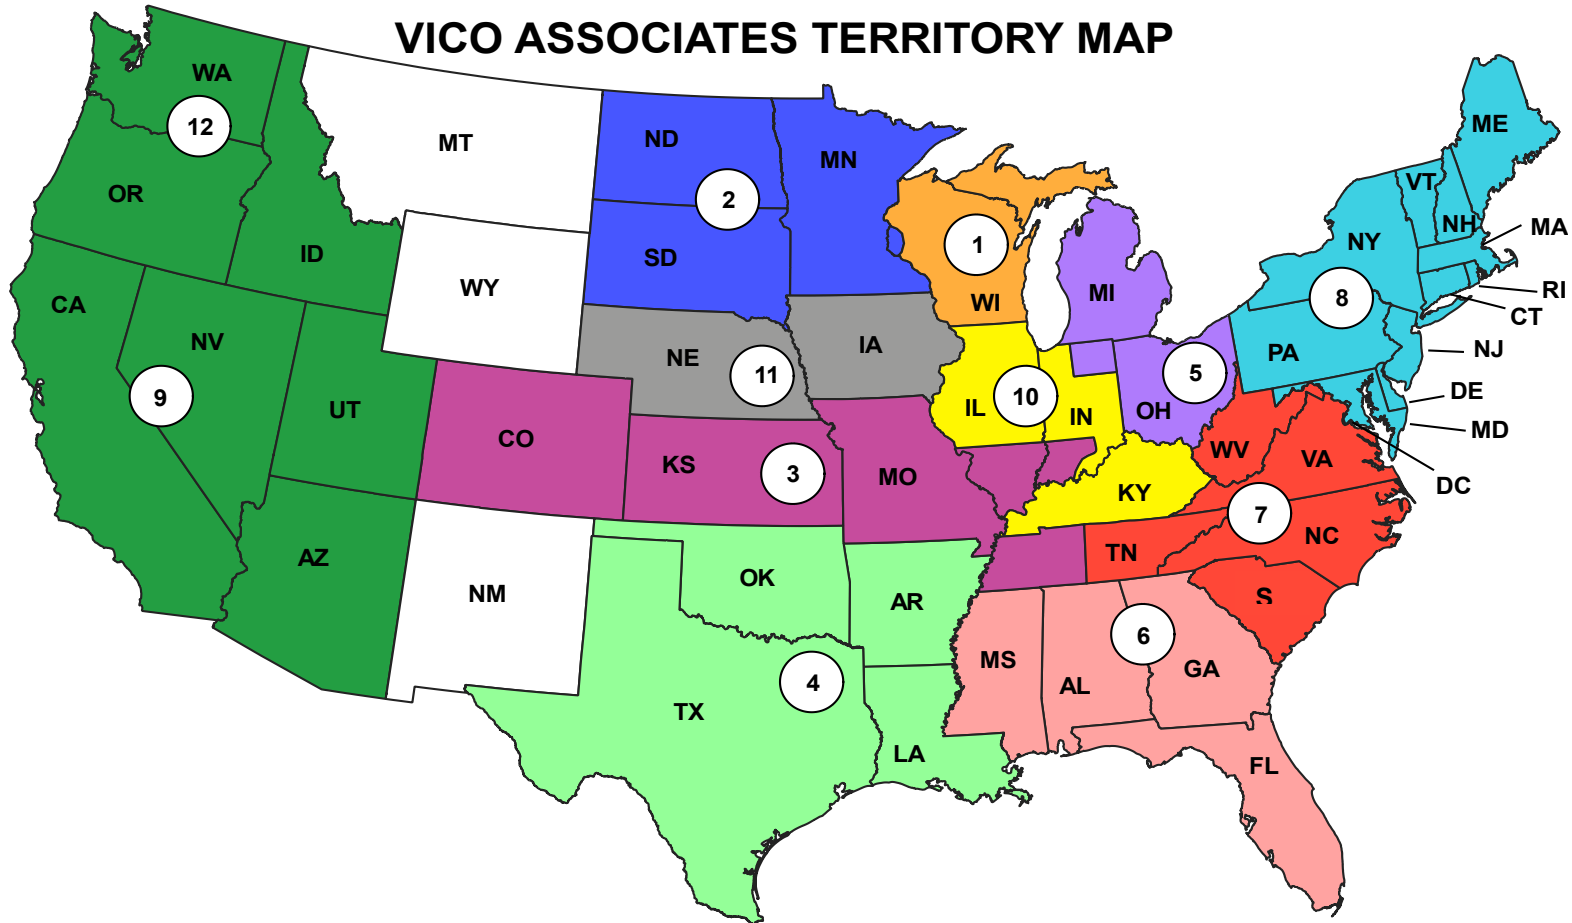 VICO ASSOCIATES TERRITORY MAP
WA
12
OR
ID
MT
ND
2
MN
SD
WY
CA
NV
9
UT
AZ
NM
CO
NE
11
IA
KS
3
MO
OK
AR
TX
4
LA
1
WI
MI
IL
10
IN
OH
5
KY
WV
VA
7
TN
NC
S
MS
AL
6
GA
FL
ME
VT
NH
NY
8
PA
MA
RI
CT
NJ
DE
MD
DC